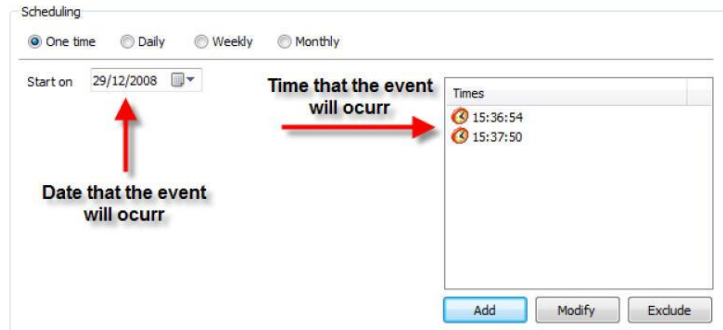 Scheduling
One time Daily Weekly Monthly
Start on 29/12/2008
Time that the event
will ocurr
Times
15:36:54
15:37:50
Date that the event
will ocurr
Add Modify Exclude